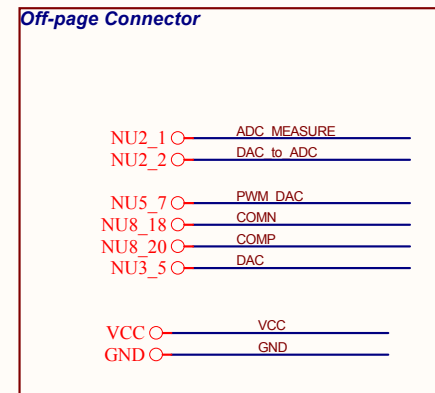 Off-page Connector
NU2_1 ADC_MEASURE
NU2_2 DAC_to_ADC
NU5_7 PWM_DAC
NU8_18 COMN
NU8_20 COMP
NU3_5 DAC
VCC VCC
GND GND